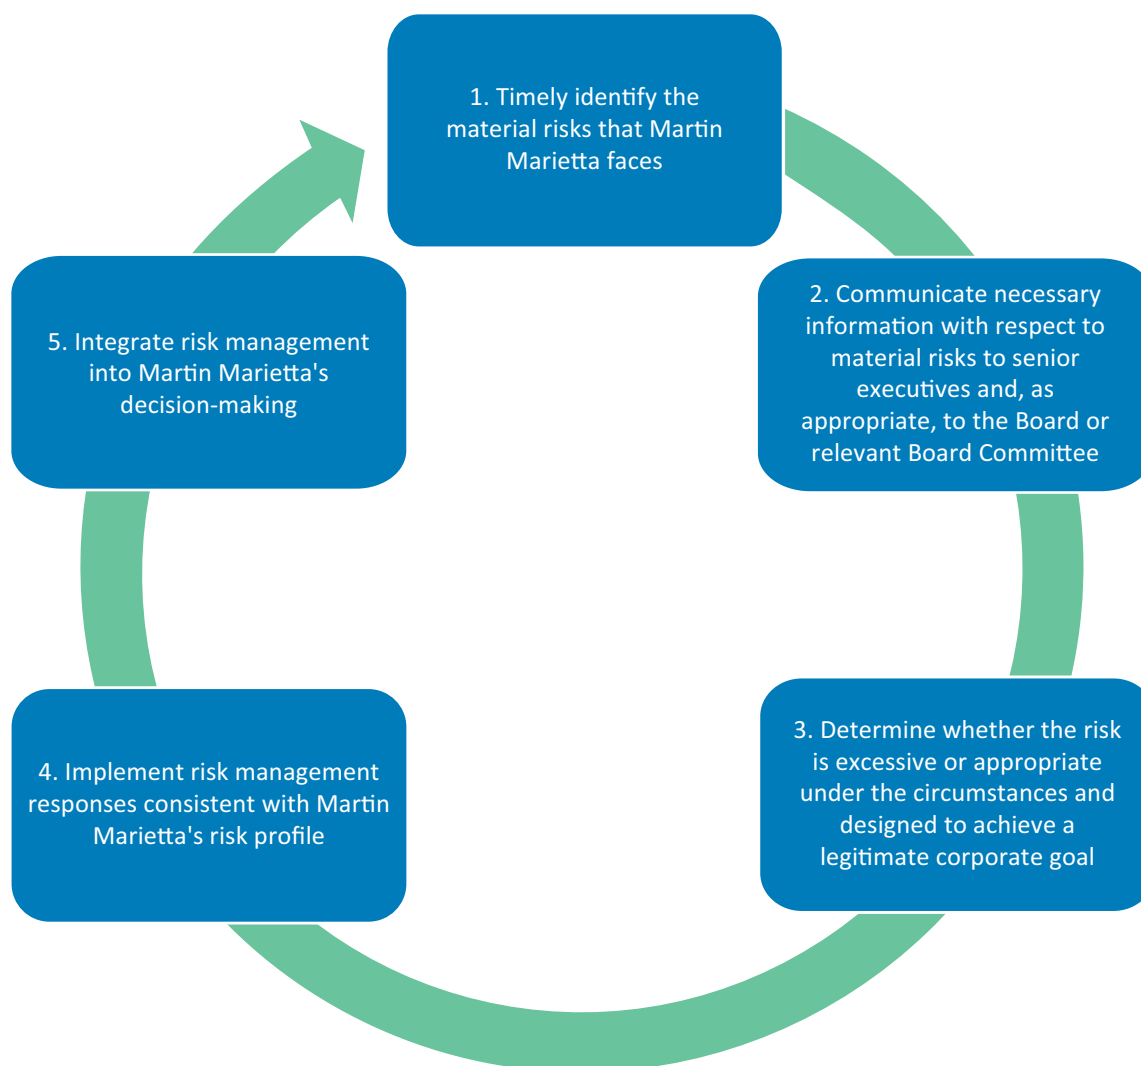 1. Timely identify the
material risks that Martin
Marietta faces
2. Communicate necessary
information with respect to
material risks to senior
executives and, as
appropriate, to the Board or
relevant Board Committee
3. Determine whether the risk
is excessive or appropriate
under the circumstances and
designed to achieve a
legitimate corporate goal
4. Implement risk management
responses consistent with Martin
Marietta's risk profile
5. Integrate risk management
into Martin Marietta's
decision-making